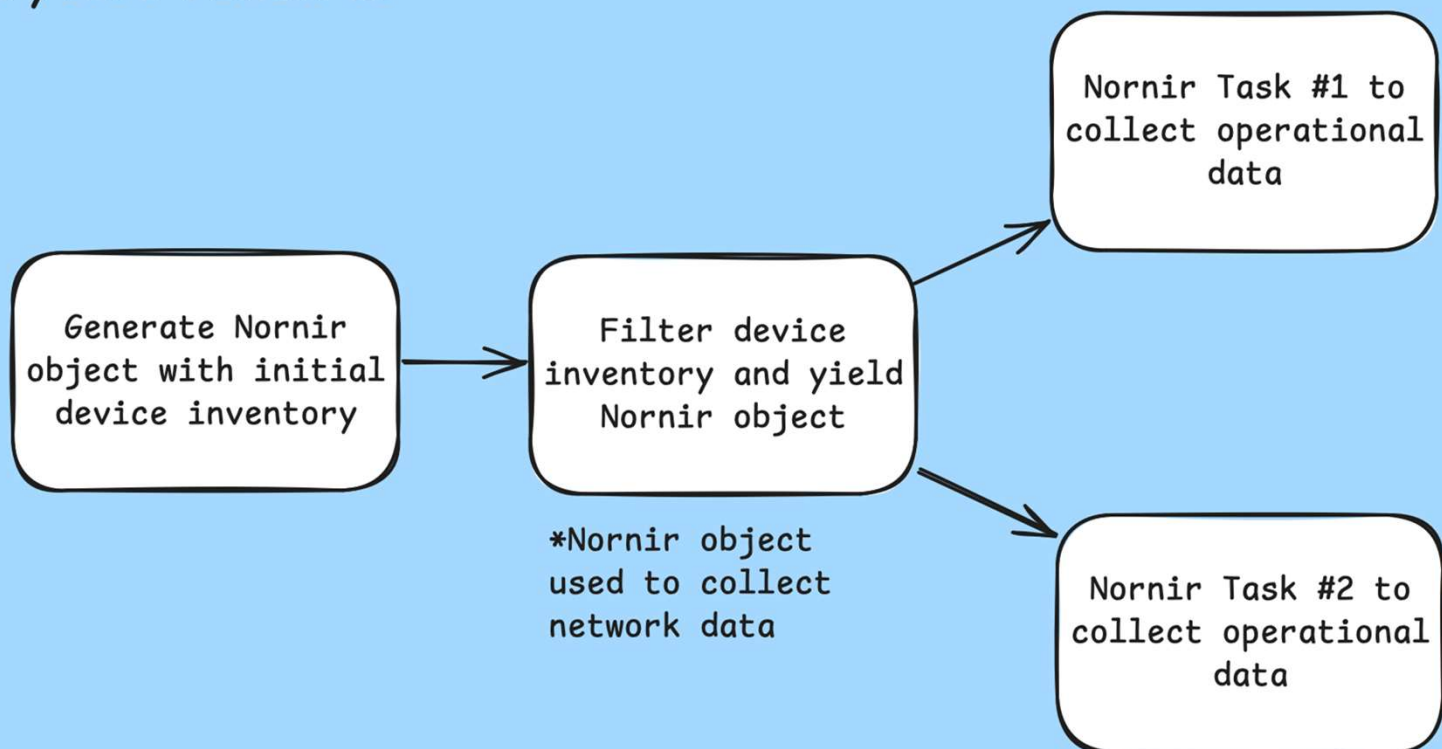 Generate Nornir
object with initial
device inventory
Filter device
inventory and yield
Nornir object
*Nornir object
used to collect
network data
Nornir Task #1 to
collect operational
data
Nornir Task #2 to
collect operational
data